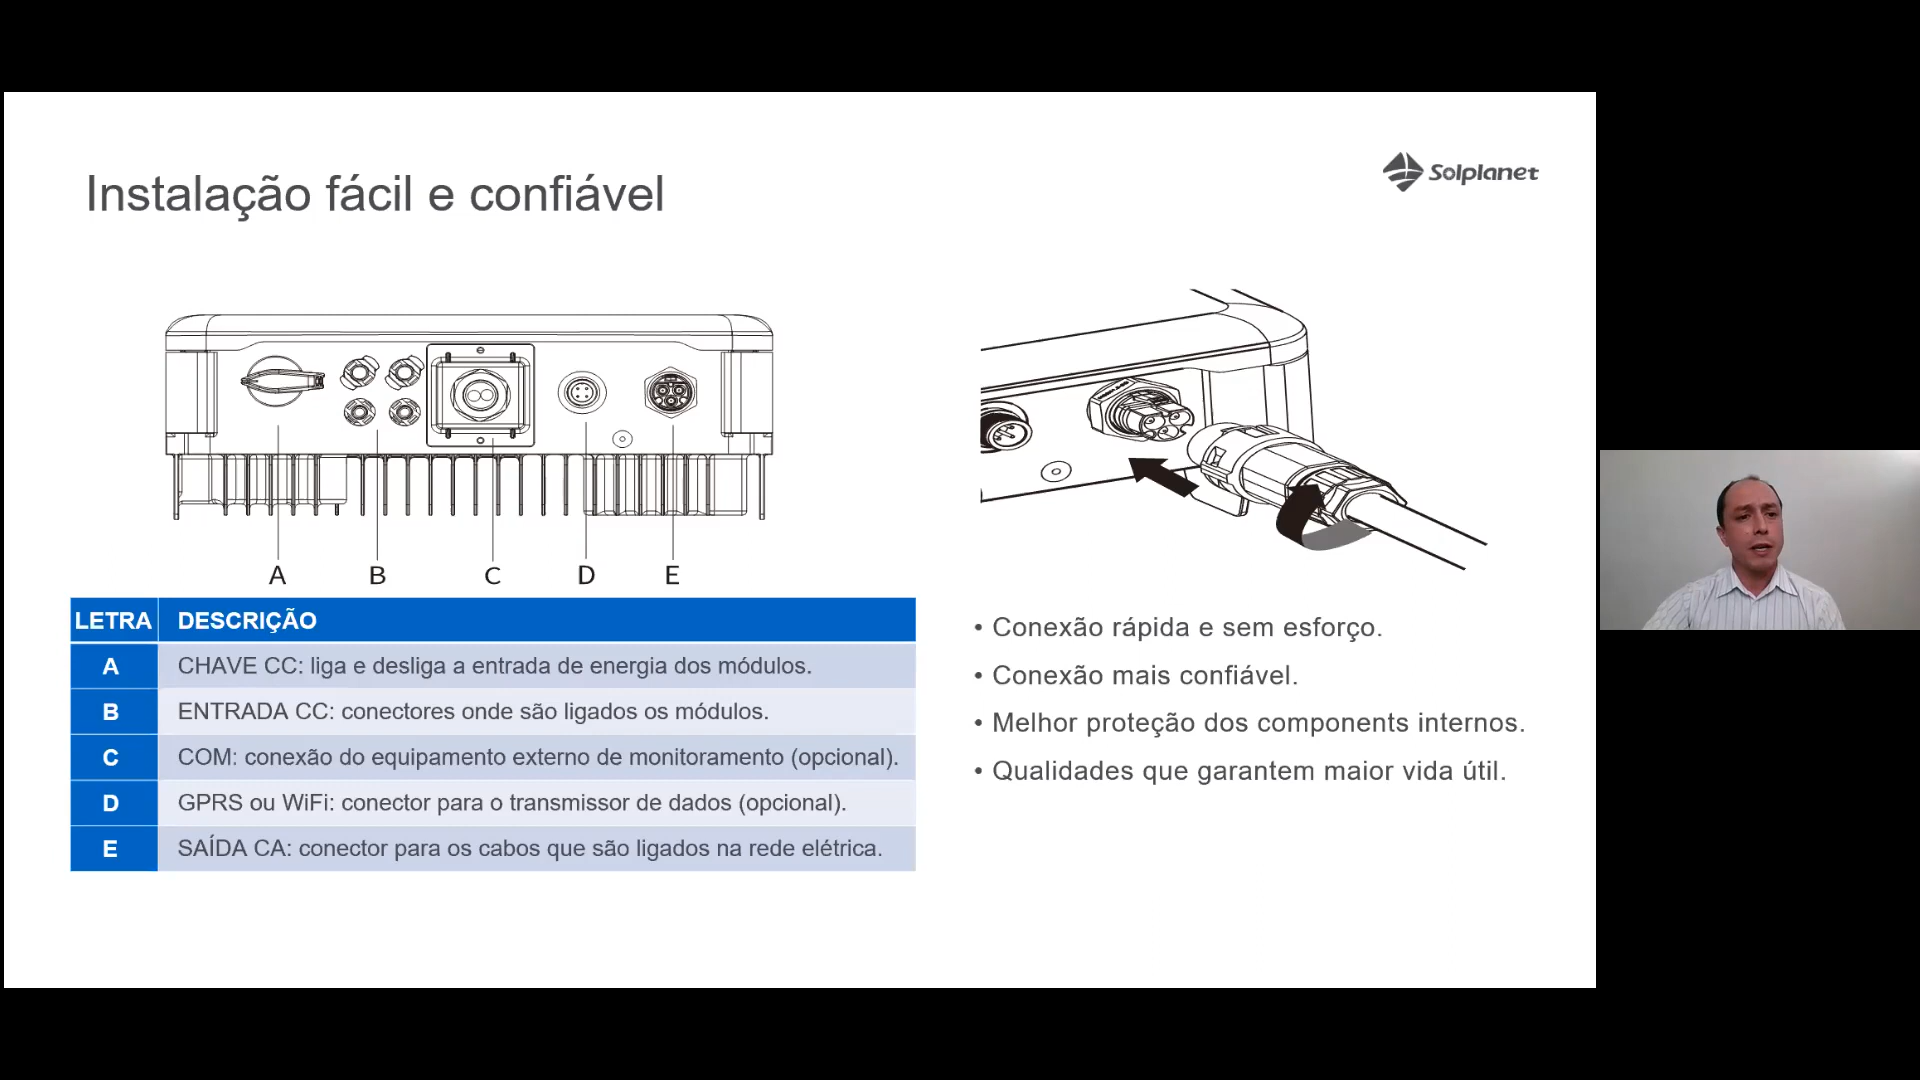 Instalação fácil e confiável
Solplanet
A B C D E
LETRA DESCRIÇÃO
A CHAVE CC: liga e desliga a entrada de energia dos módulos.
B ENTRADA CC: conectores onde são ligados os módulos.
C COM: conexão do equipamento externo de monitoramento (opcional).
D GPRS ou WiFi: conector para o transmissor de dados (opcional).
E SAÍDA CA: conector para os cabos que são ligados na rede elétrica.
• Conexão rápida e sem esforço.
• Conexão mais confiável.
• Melhor proteção dos components internos.
• Qualidades que garantem maior vida útil.